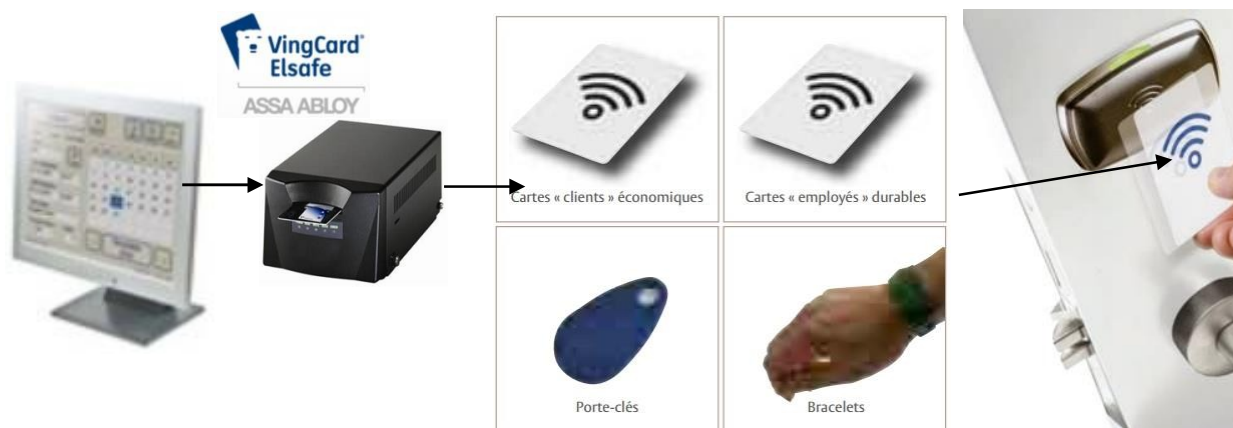 VingCard®
Elsafe
ASSA ABLOY
Cartes « clients » économiques
Cartes « employés » durables
Porte-clés
Bracelets